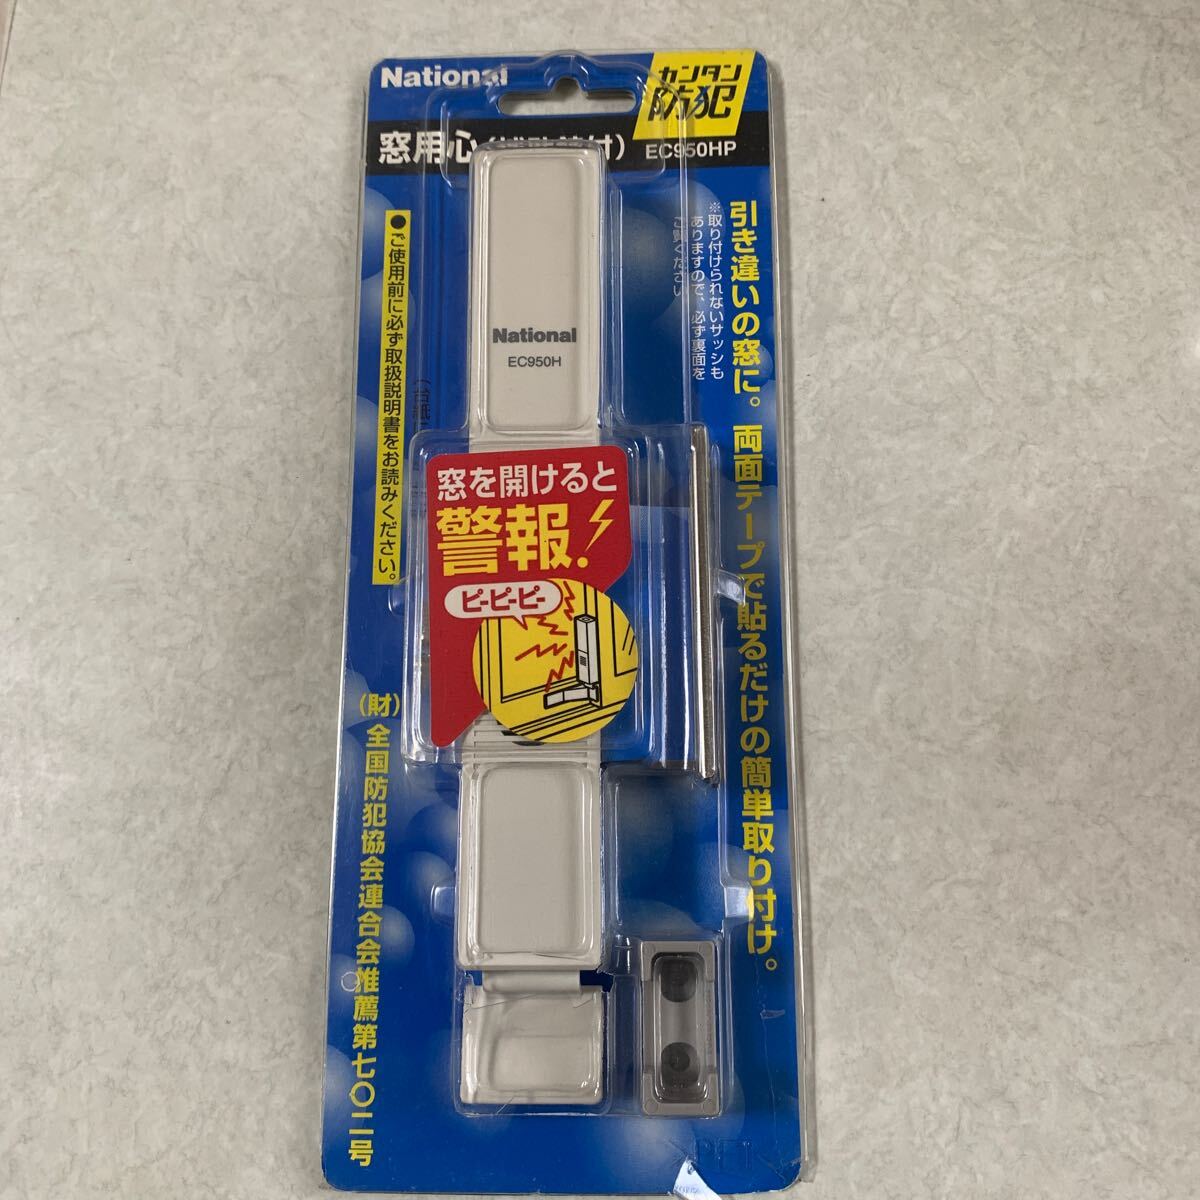 National
カンタン
防犯
窓用心
付）
EC950HP
引き違いの窓に。両面テープで貼るだけの簡単取り付け。
※取り付けられないサッシも
ありますので、必ず裏面を
ご覧ください
●ご使用前に必ず取扱説明書をお読みください。
National
EC950H
窓を開けると
警報!
ピーピーピー
（財）全国防犯協会連合会推薦第七〇二号